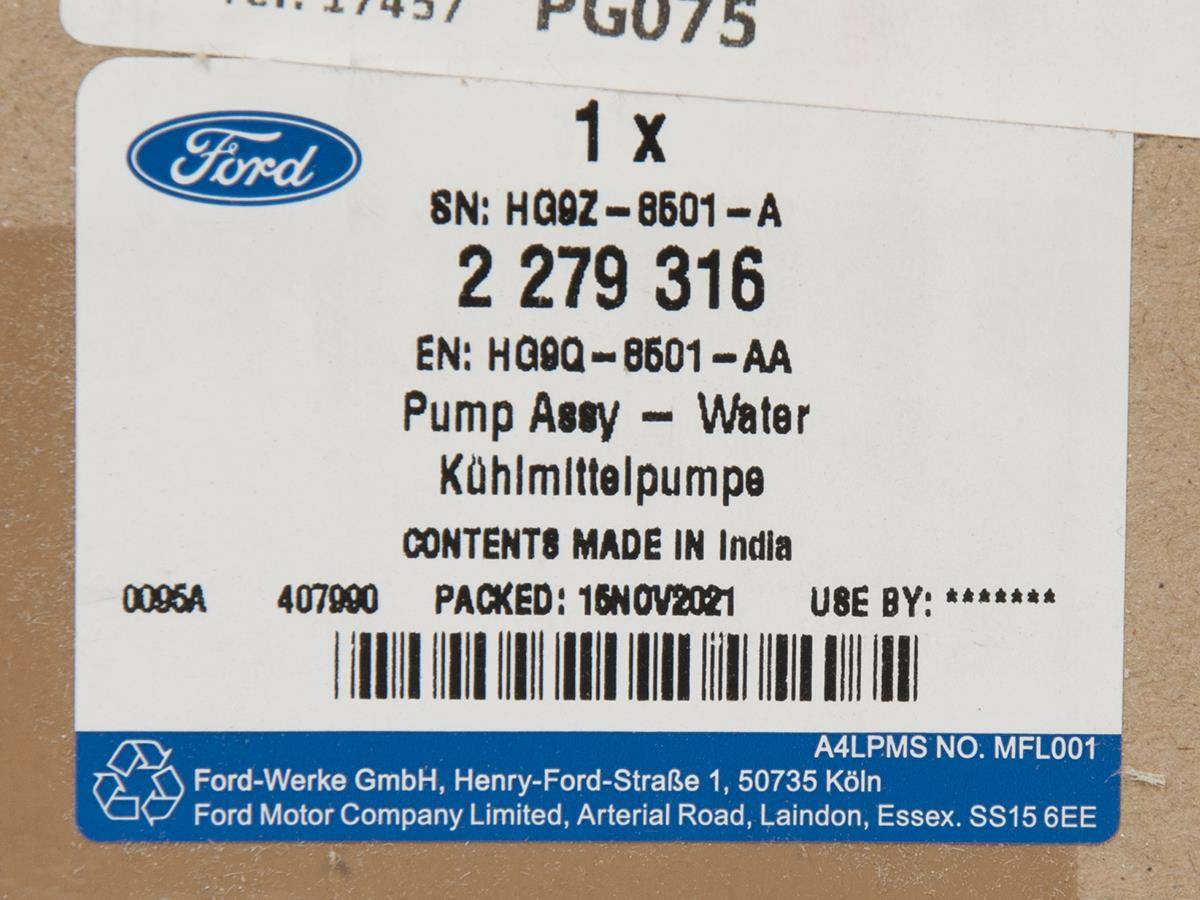 17457 PG075
Ford
1 x
SN: HG9Z-8501-A
2 279 316
EN: HG9Q-8501-AA
Pump Assy - Water
Kühlmittelpumpe
CONTENTS MADE IN India
0095A 407990 PACKED: 15NOV2021 USE BY: *******
A4LPMS NO. MFL001
Ford-Werke GmbH, Henry-Ford-Straße 1, 50735 Köln
Ford Motor Company Limited, Arterial Road, Laindon, Essex. SS15 6EE